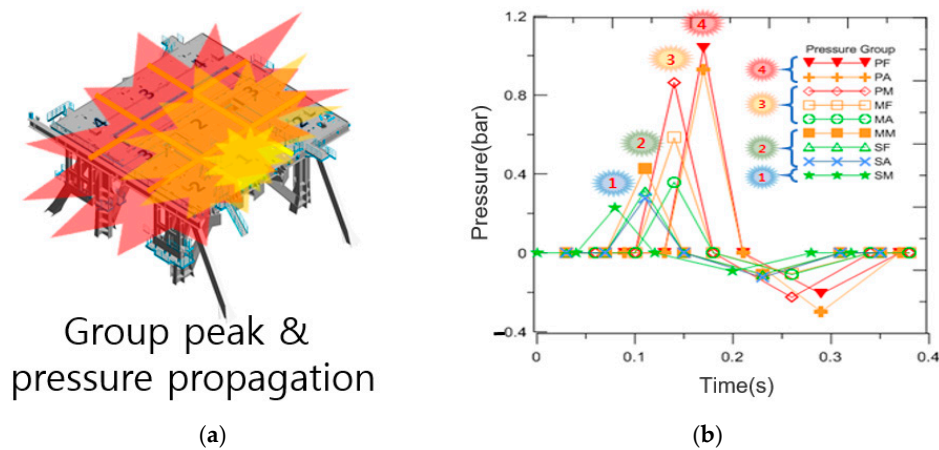 Group peak &
pressure propagation
(a)
(b)
Pressure(bar)
1.2
0.8
0.4
0
-0.4
0
0.1
0.2
0.3
0.4
Time(s)
1
2
3
4
Pressure Group
4
PF
PA
3
PM
MF
MA
2
MM
SF
SA
1
SM